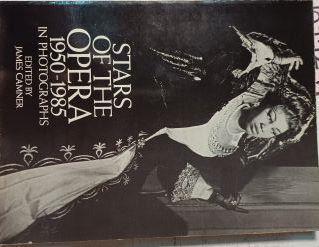 STARS
OF THE
OPERA
1950-1985
IN PHOTOGRAPHS
EDITED BY
JAMES CAMNER